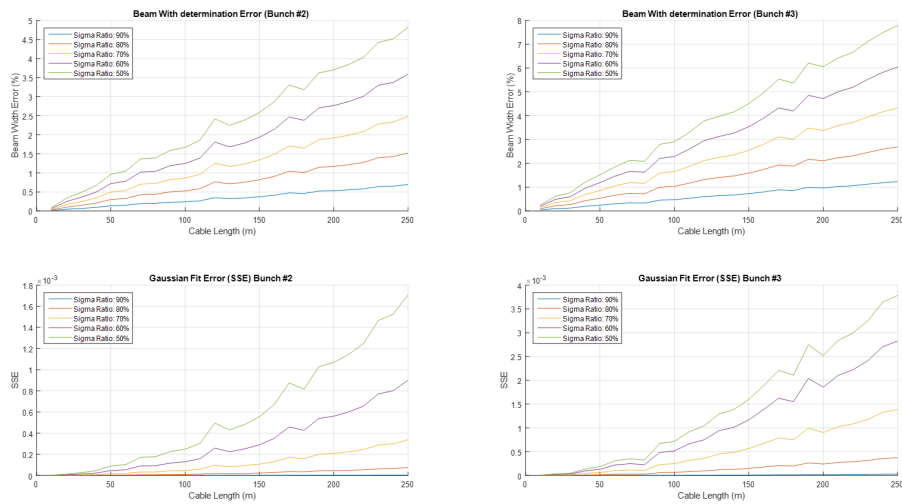 Beam With determination Error (Bunch #2)
Beam Width Error (%)
5
4.5
4
3.5
3
2.5
2
1.5
1
0.5
0
Sigma Ratio: 90%
Sigma Ratio: 80%
Sigma Ratio: 70%
Sigma Ratio: 60%
Sigma Ratio: 50%
0 50 100 150 200 250
Cable Length (m)
Beam With determination Error (Bunch #3)
Beam Width Error (%)
8
7
6
5
4
3
2
1
0
Sigma Ratio: 90%
Sigma Ratio: 80%
Sigma Ratio: 70%
Sigma Ratio: 60%
Sigma Ratio: 50%
0 50 100 150 200 250
Cable Length (m)
Gaussian Fit Error (SSE) Bunch #2
×10⁻³
SSE
1.8
1.6
1.4
1.2
1
0.8
0.6
0.4
0.2
0
Sigma Ratio: 90%
Sigma Ratio: 80%
Sigma Ratio: 70%
Sigma Ratio: 60%
Sigma Ratio: 50%
0 50 100 150 200 250
Cable Length (m)
Gaussian Fit Error (SSE) Bunch #3
×10⁻³
SSE
4
3.5
3
2.5
2
1.5
1
0.5
0
Sigma Ratio: 90%
Sigma Ratio: 80%
Sigma Ratio: 70%
Sigma Ratio: 60%
Sigma Ratio: 50%
0 50 100 150 200 250
Cable Length (m)